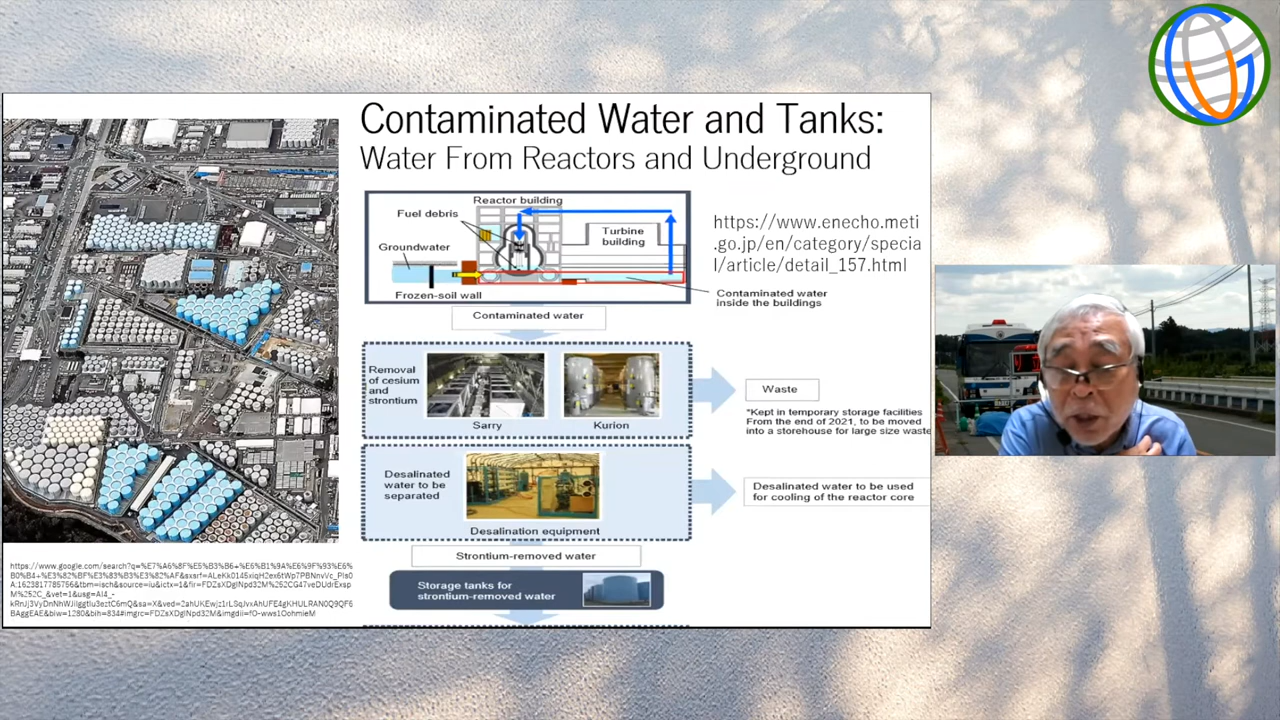 Contaminated Water and Tanks:
Water From Reactors and Underground
Reactor building
Fuel debris
Turbine
building
Groundwater
Frozen-soil wall
Contaminated water
inside the buildings
https://www.enecho.meti
.go.jp/en/category/specia
l/article/detail_157.html
Contaminated water
Removal
of cesium
and
strontium
Sarry
Kurion
Waste
*Kept in temporary storage facilities
From the end of 2021, to be moved
into a storehouse for large size waste
Desalinated
water to be
separated
Desalination equipment
Desalinated water to be used
for cooling of the reactor core
Strontium-removed water
Storage tanks for
strontium-removed water